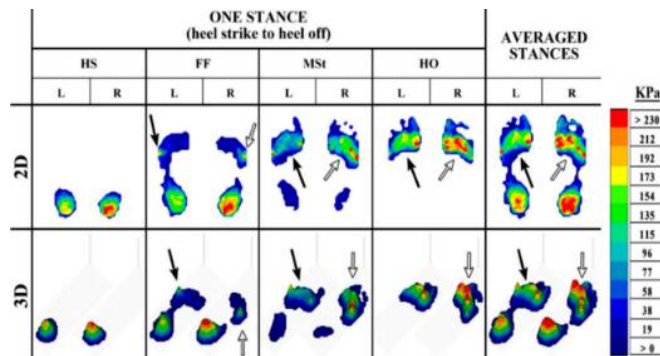 ONE STANCE
(heel strike to heel off)
AVERAGED
STANCES
HS FF MSt HO
L R L R L R L R L R
2D
3D
KPa
> 230
212
192
173
154
135
115
96
77
58
38
19
> 0